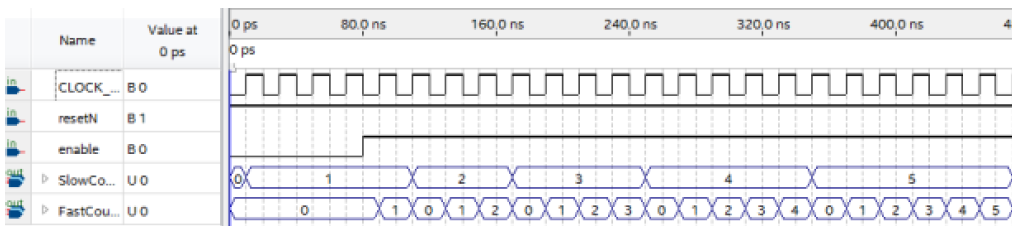 0 ps 80.0 ns 160.0 ns 240.0 ns 320.0 ns 400.0 ns 4
Name Value at 0 ps
0 ps
in CLOCK_... B 0
in resetN B 1
in enable B 0
out SlowCo... U 0 0 1 2 3 4 5
out FastCou... U 0 0 1 0 1 2 0 1 2 3 0 1 2 3 4 0 1 2 3 4 5